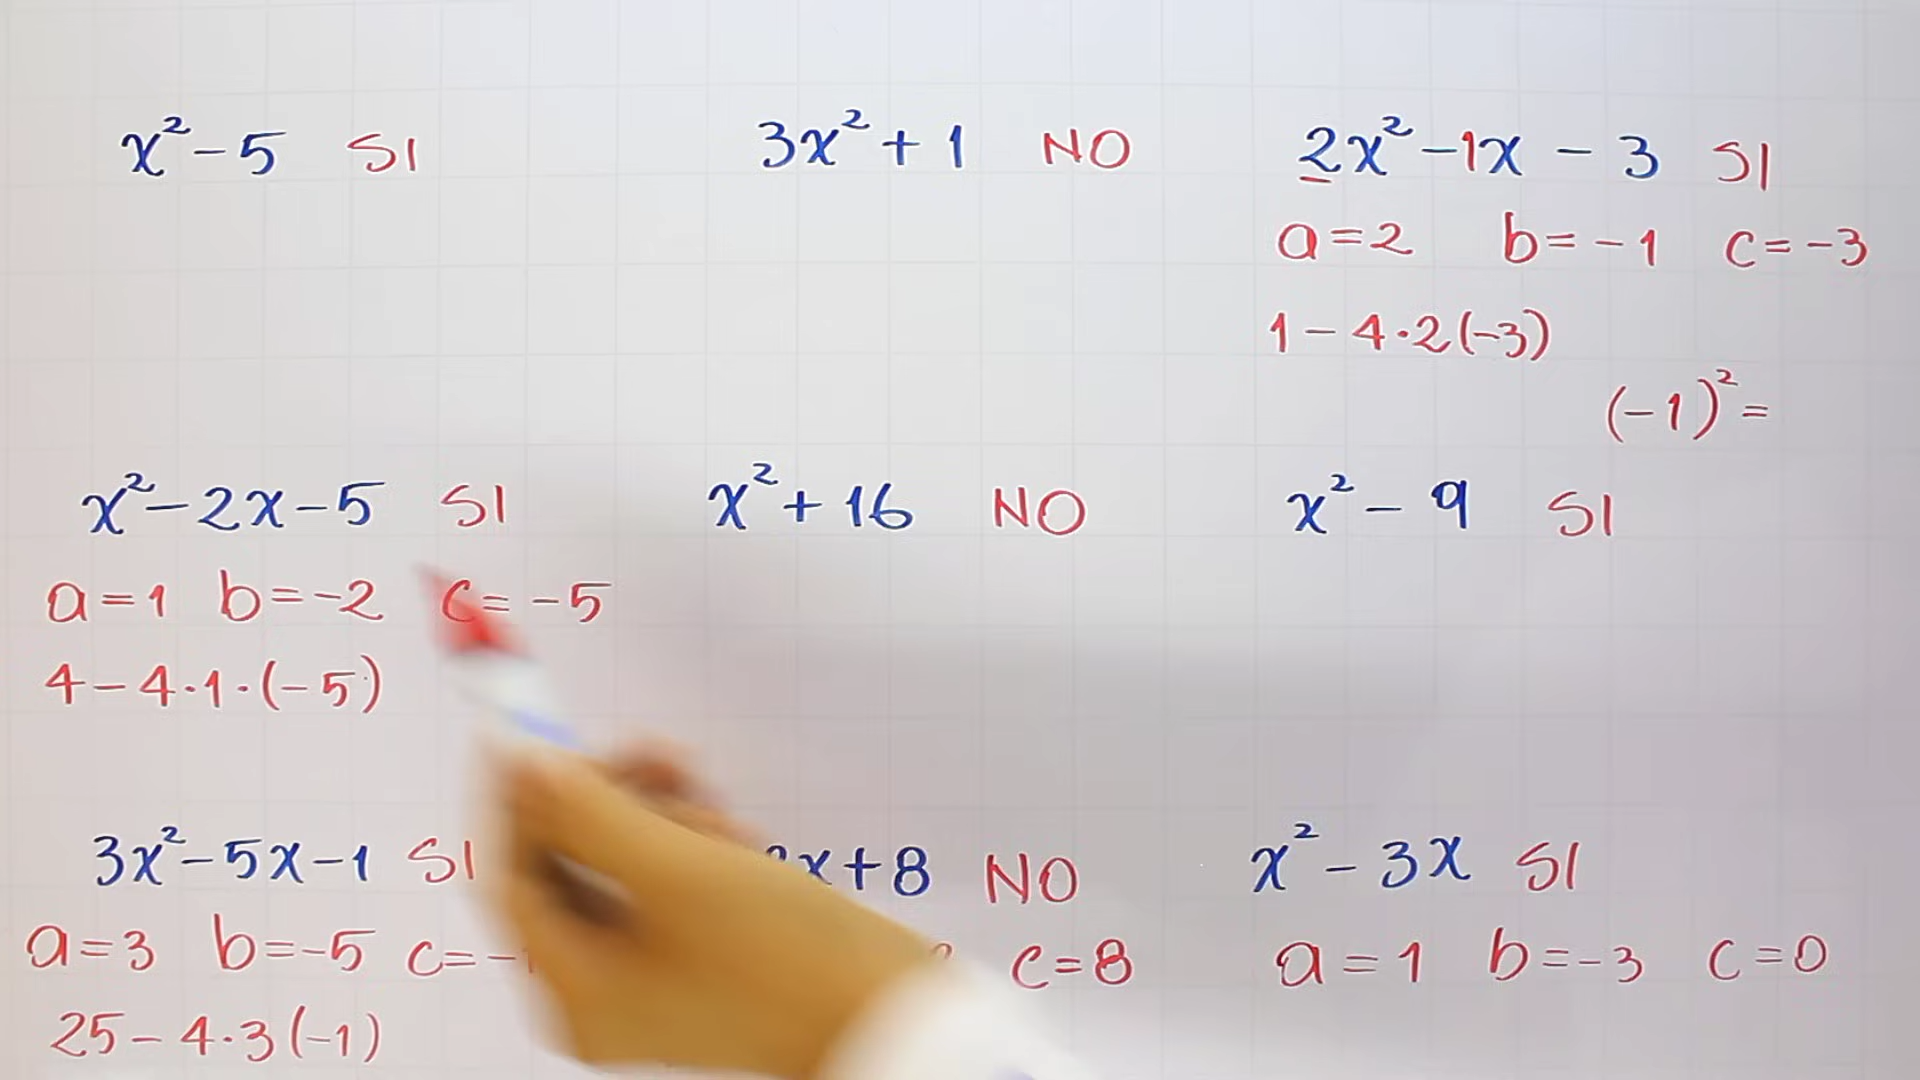 x² - 5 SI
3x² + 1 NO
2x² - 1x - 3 SI
a = 2 b = -1 c = -3
1 - 4·2(-3)
(-1)² =
x² - 2x - 5 SI
a = 1 b = -2 c = -5
4 - 4·1·(-5)
x² + 16 NO
x² - 9 SI
3x² - 5x - 1 SI
a = 3 b = -5 c = -1
25 - 4·3(-1)
x + 8 NO
c = 8
x² - 3x SI
a = 1 b = -3 c = 0